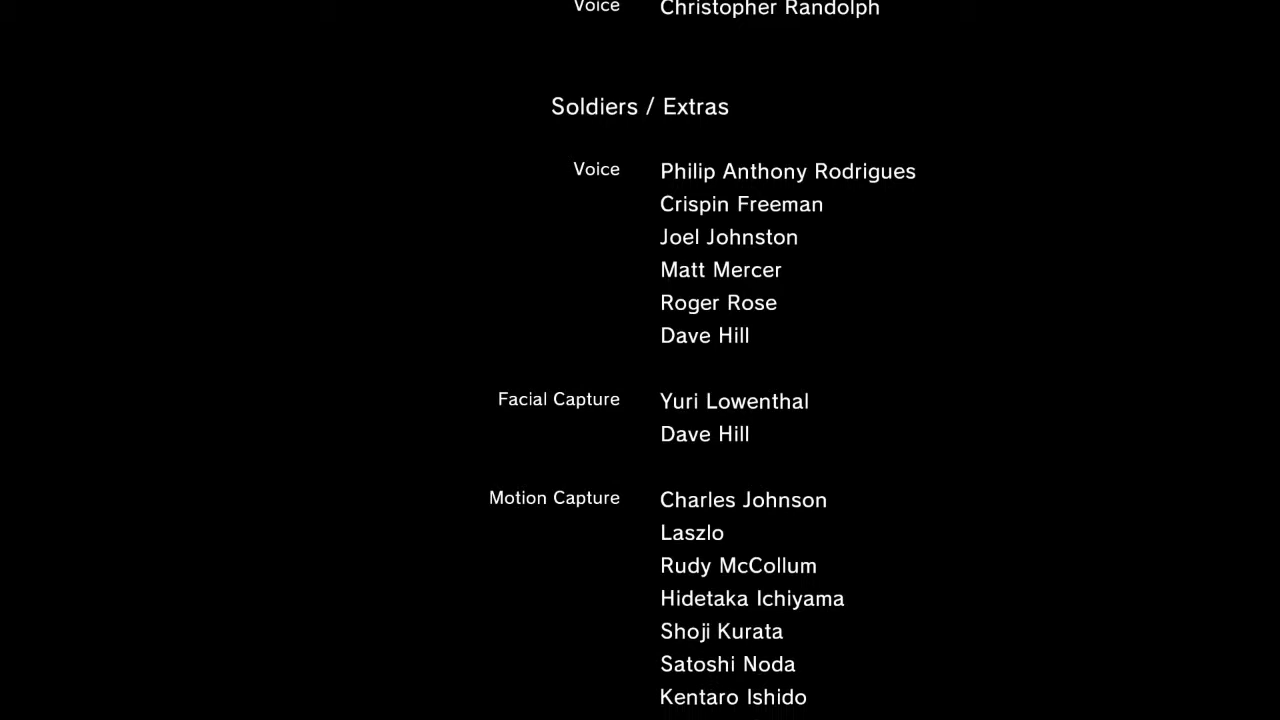 Voice Christopher Randolph
Soldiers / Extras
Voice Philip Anthony Rodrigues
Crispin Freeman
Joel Johnston
Matt Mercer
Roger Rose
Dave Hill
Facial Capture Yuri Lowenthal
Dave Hill
Motion Capture Charles Johnson
Laszlo
Rudy McCollum
Hidetaka Ichiyama
Shoji Kurata
Satoshi Noda
Kentaro Ishido